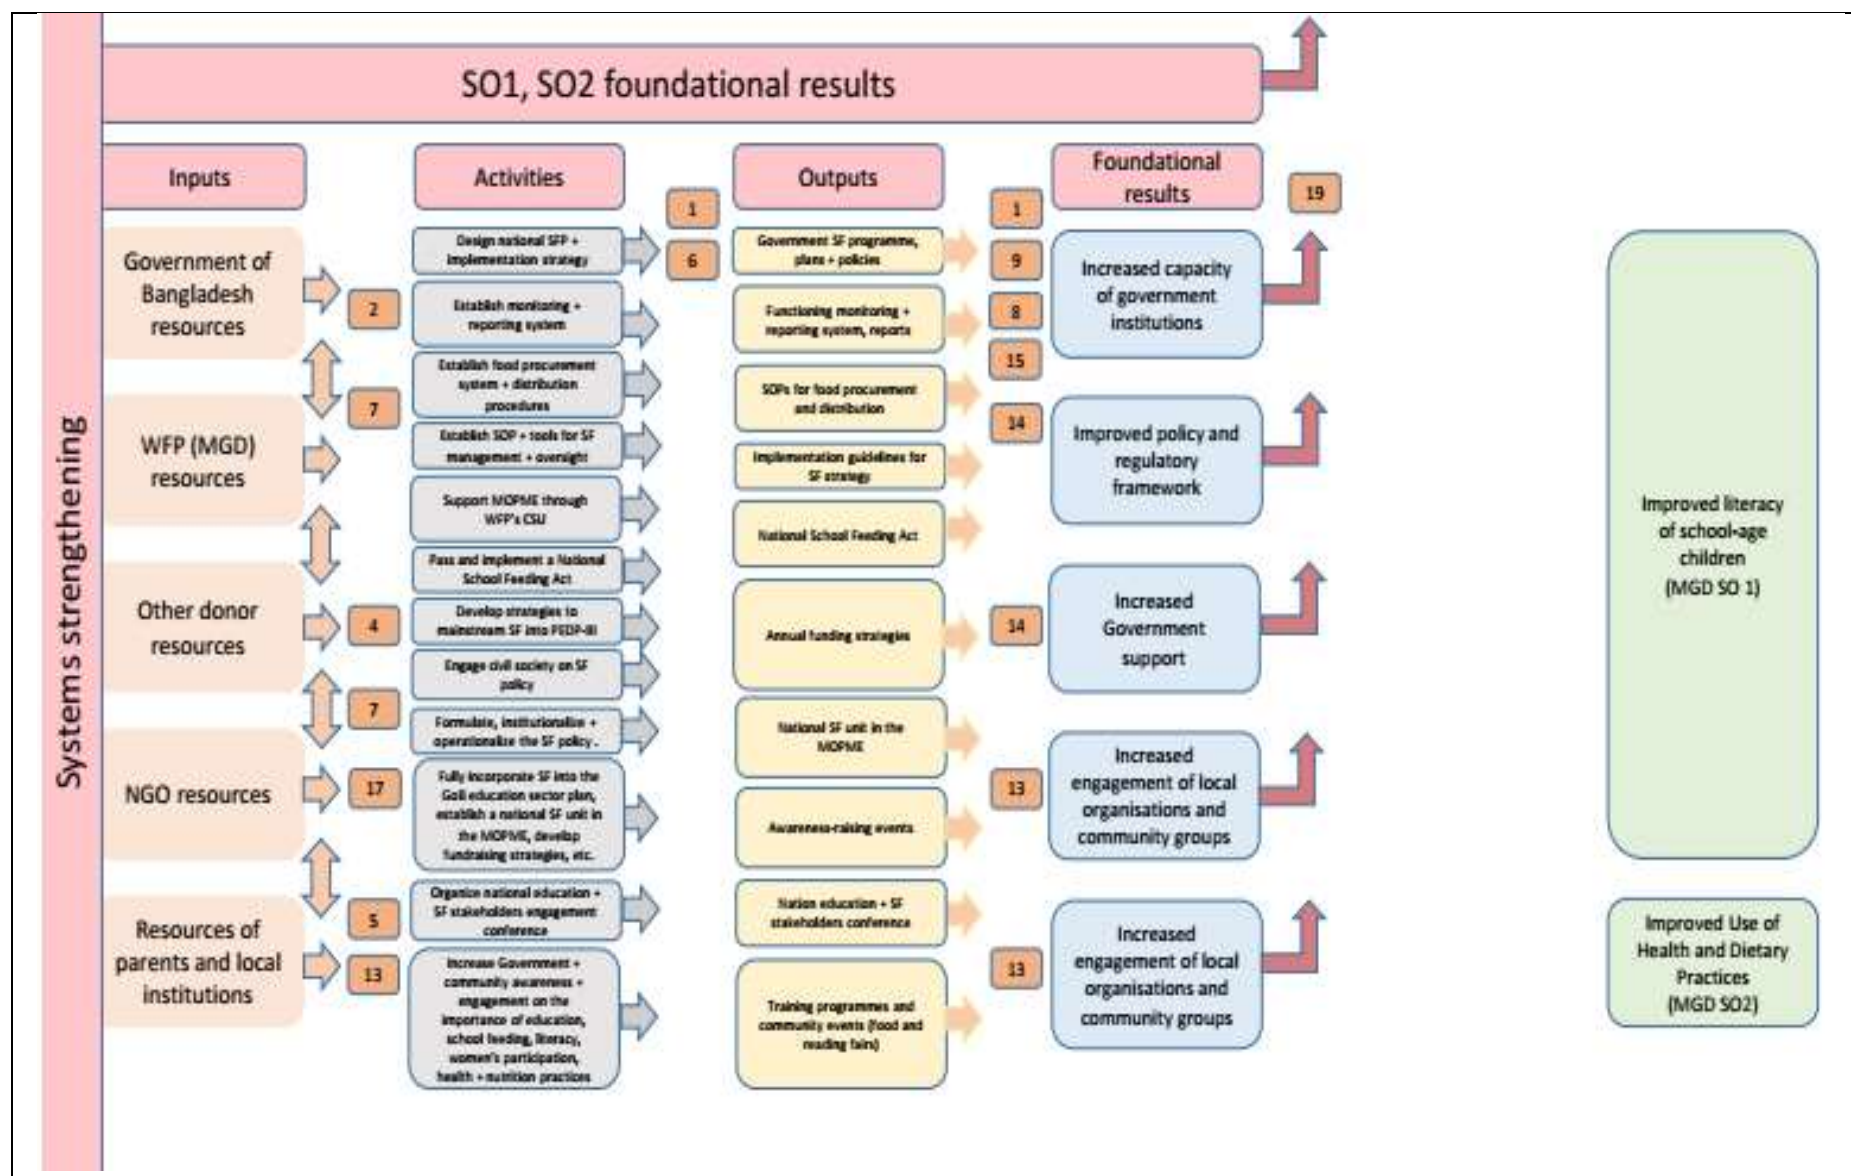 Systems strengthening
SO1, SO2 foundational results
Inputs
Activities
Outputs
Foundational
results
Government of
Bangladesh
resources
WFP (MGD)
resources
Other donor
resources
NGO resources
Resources of
parents and local
institutions
2
7
4
7
17
5
13
Design national SFP +
implementation strategy
Establish monitoring +
reporting system
Establish food procurement
system + distribution
procedures
Establish SOP + tools for SF
management + oversight
Support MOPME through
WFP's CSU
Pass and implement a National
School Feeding Act
Develop strategies to
mainstream SF into PEDP-III
Engage civil society on SF
policy
Formulate, institutionalise +
operationalize the SF policy .
Fully incorporate SF into the
GoB education sector plan,
establish a national SF unit in
the MOPME, develop
fundraising strategies, etc.
Organize national education +
SF stakeholders engagement
conference
Increase Government +
community awareness +
engagement on the
importance of education,
school feeding, literacy,
women's participation,
health + nutrition practices
1
6
Government SF programme,
plans + policies
Functioning monitoring +
reporting system, reports
SOPs for food procurement
and distribution
Implementation guidelines for
SF strategy
National School Feeding Act
Annual funding strategies
National SF unit in the
MOPME
Awareness-raising events
Nation education + SF
stakeholders conference
Training programmes and
community events (food and
reading fairs)
1
9
8
15
14
14
13
13
Increased capacity
of government
institutions
Improved policy and
regulatory
framework
Increased
Government
support
Increased
engagement of local
organisations and
community groups
Increased
engagement of local
organisations and
community groups
19
Improved literacy
of school-age
children
(MGD SO 1)
Improved Use of
Health and Dietary
Practices
(MGD SO2)